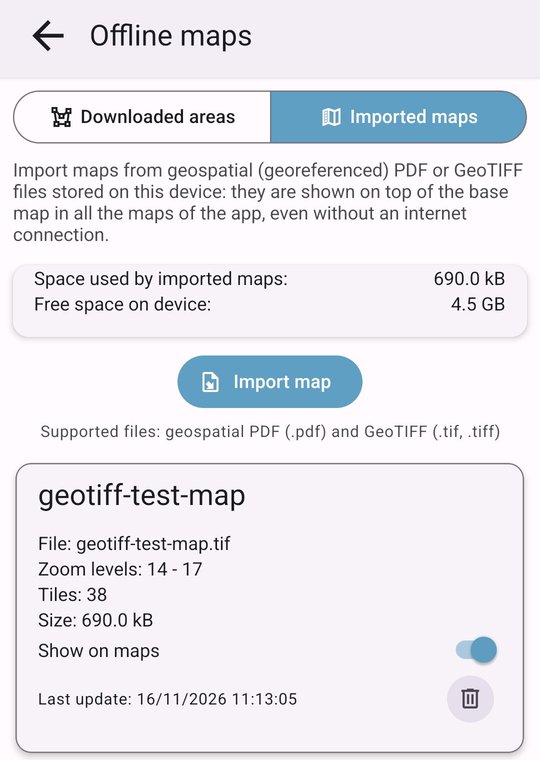 Offline maps
Downloaded areas
Imported maps
Import maps from geospatial (georeferenced) PDF or GeoTIFF
files stored on this device: they are shown on top of the base
map in all the maps of the app, even without an internet
connection.
Space used by imported maps: 690.0 kB
Free space on device: 4.5 GB
Import map
Supported files: geospatial PDF (.pdf) and GeoTIFF (.tif, .tiff)
geotiff-test-map
File: geotiff-test-map.tif
Zoom levels: 14 - 17
Tiles: 38
Size: 690.0 kB
Show on maps
Last update: 16/11/2026 11:13:05